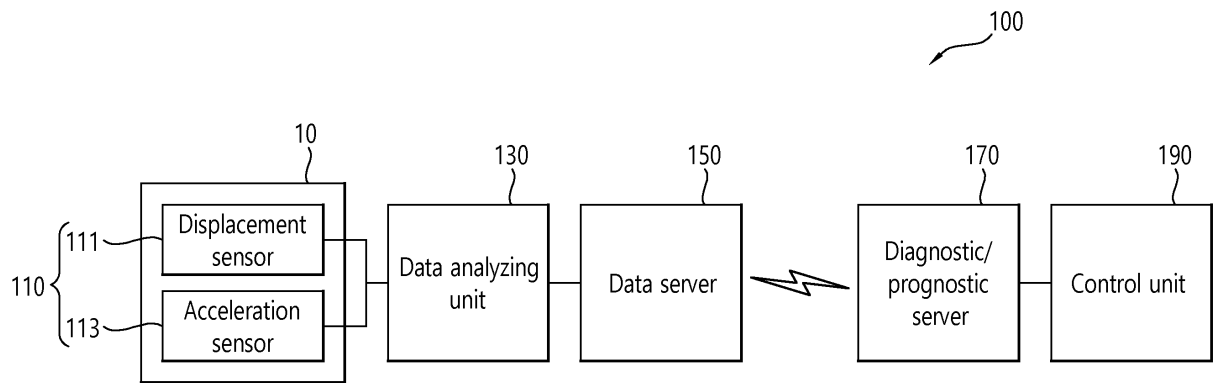 100
10
130
150
170
190
110
111
Displacement
sensor
113
Acceleration
sensor
Data analyzing
unit
Data server
Diagnostic/
prognostic
server
Control unit